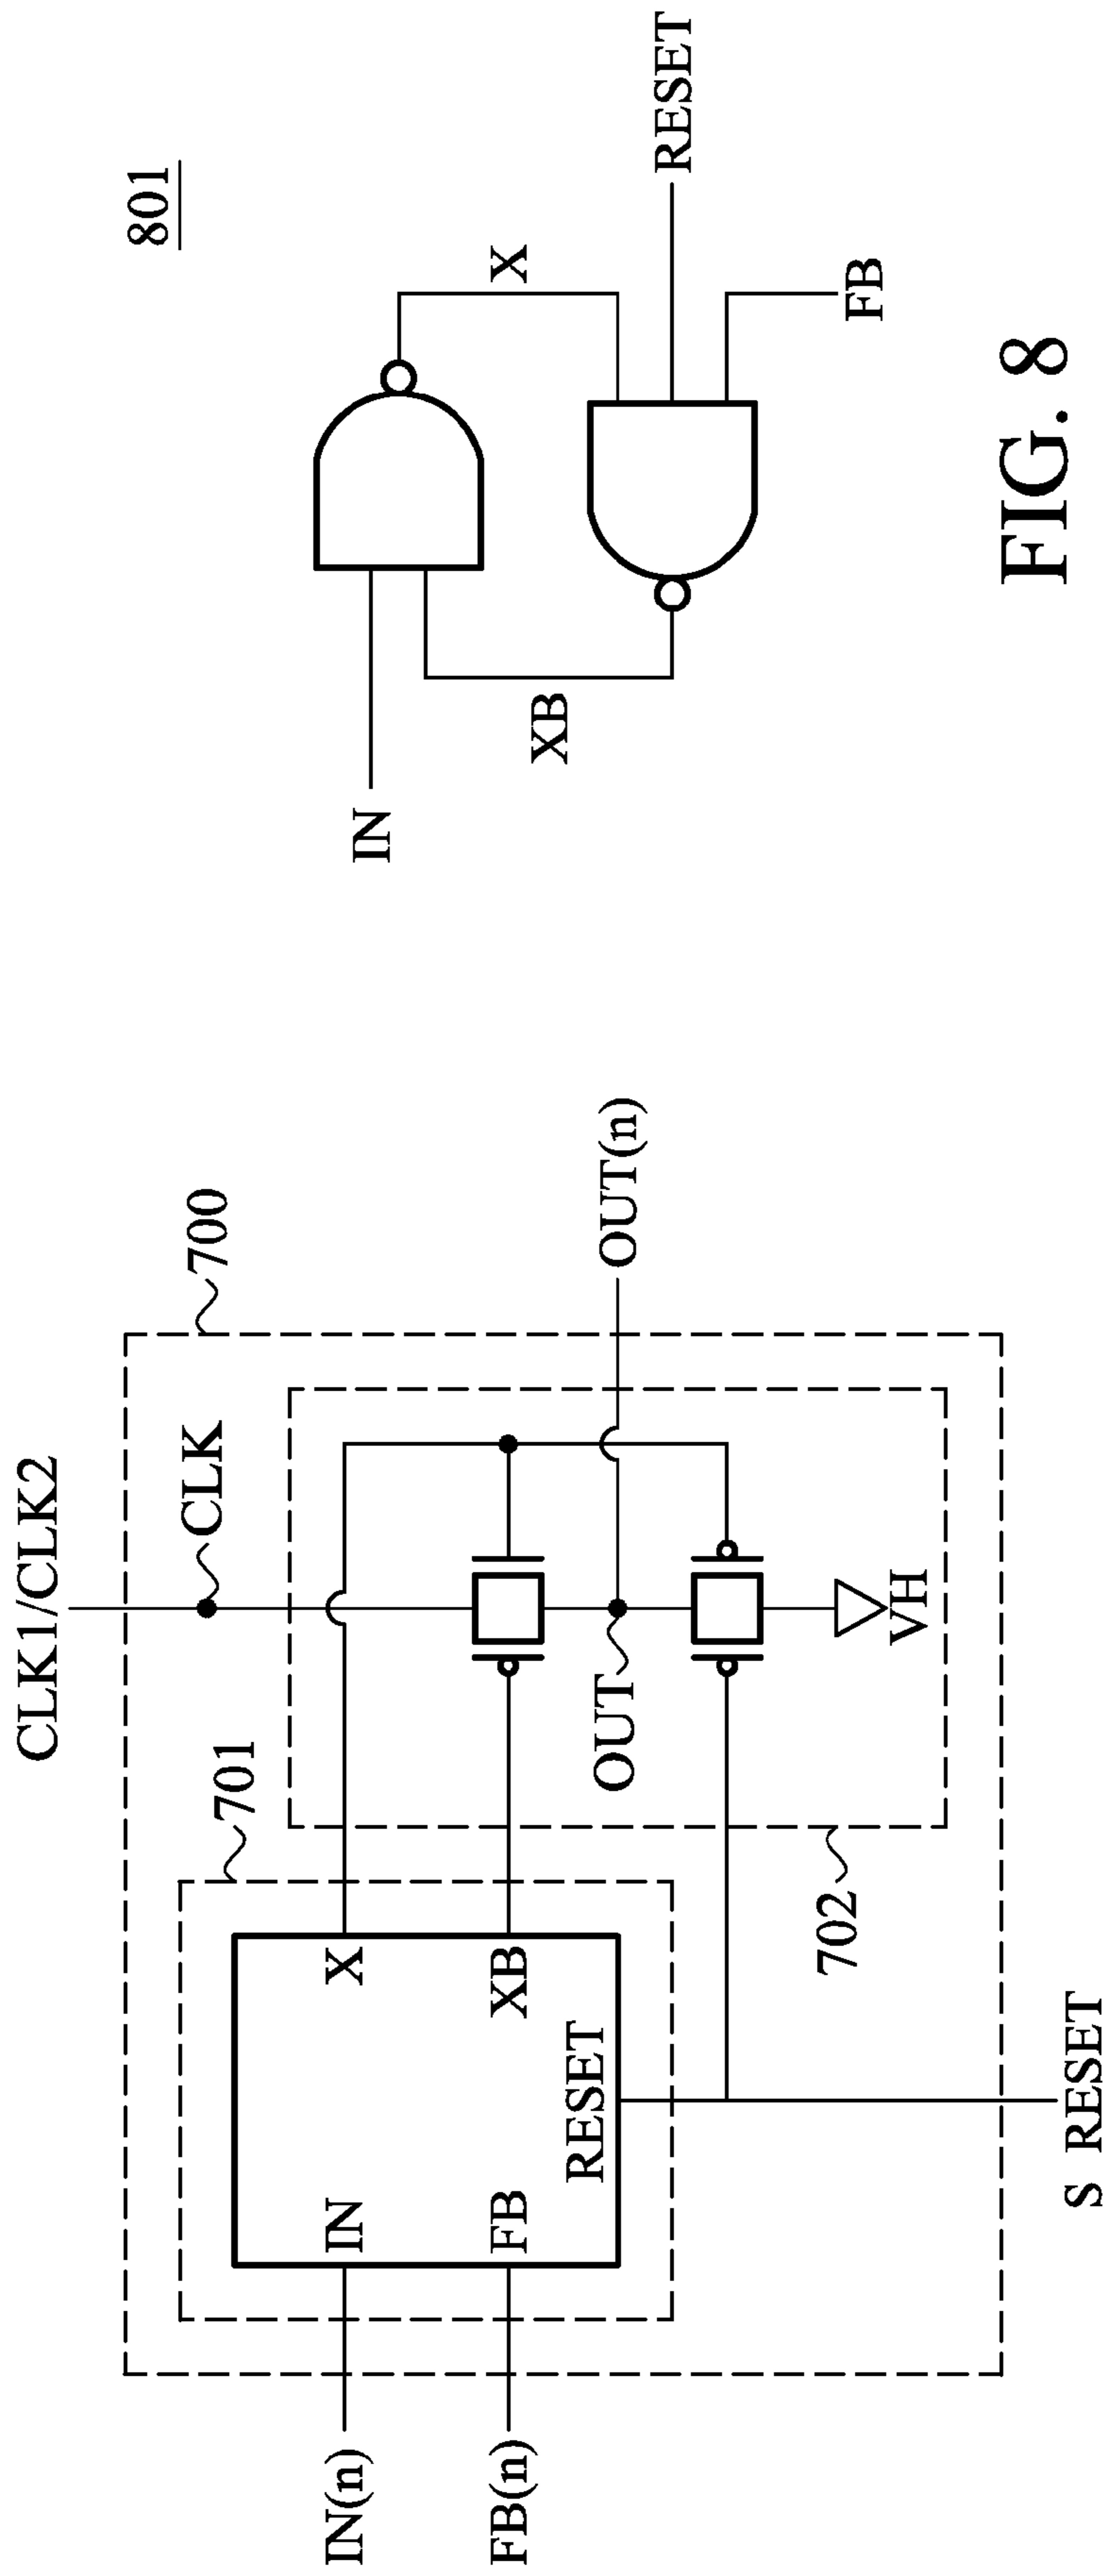 CLK1/CLK2
CLK
700
701
IN(n)
IN
X
FB(n)
FB
XB
RESET
OUT
OUT(n)
702
VH
S RESET
801
IN
X
XB
RESET
FB
FIG. 8